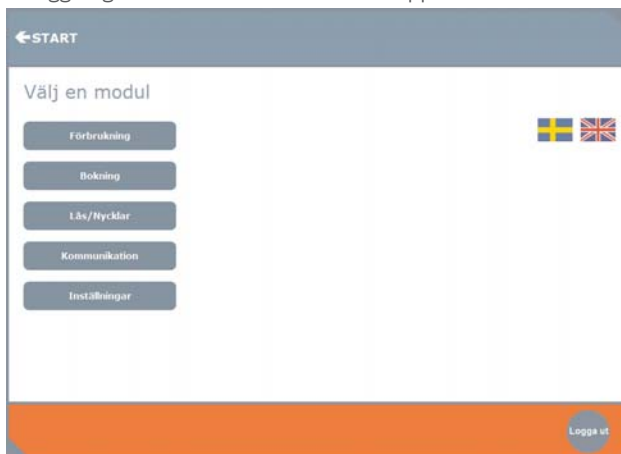 START
Välj en modul
Förbrukning
Bokning
Lås/Nycklar
Kommunikation
Inställningar
Logga ut